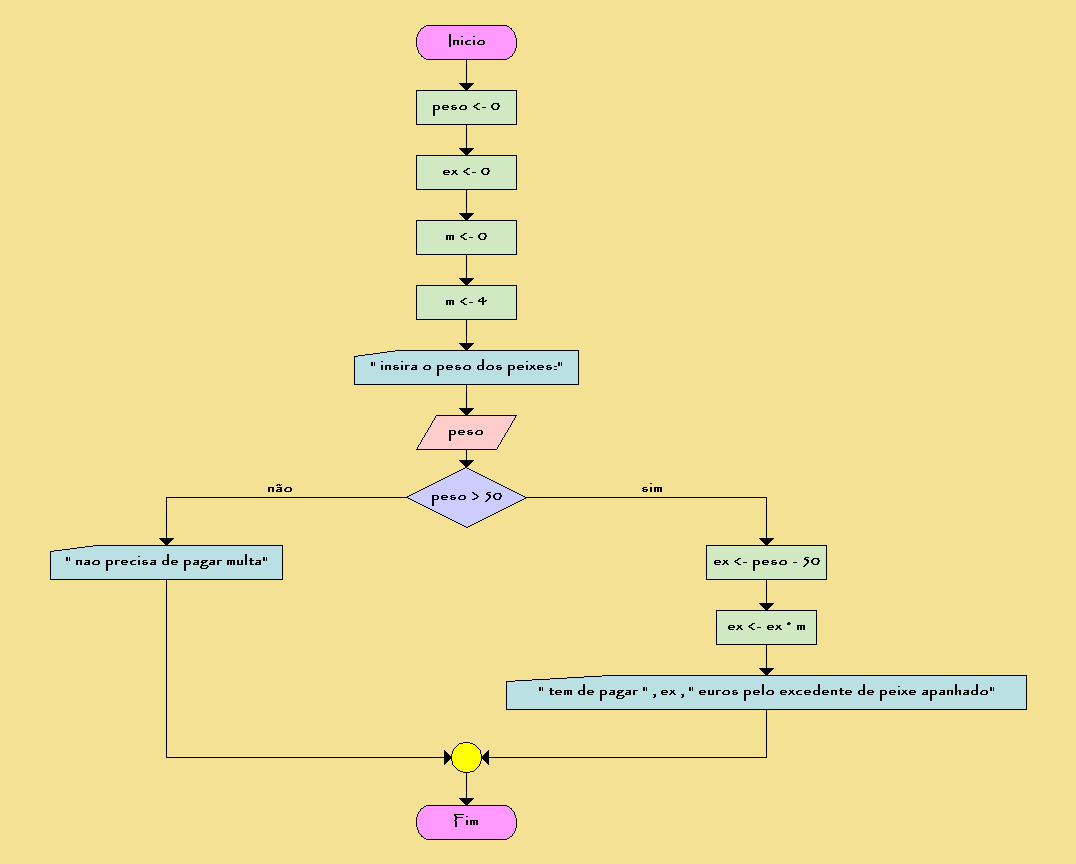 Inicio
peso <- 0
ex <- 0
m <- 0
m <- 4
" insira o peso dos peixes:"
peso
peso > 50
não
sim
" nao precisa de pagar multa"
ex <- peso - 50
ex <- ex * m
" tem de pagar " , ex , " euros pelo excedente de peixe apanhado"
Fim